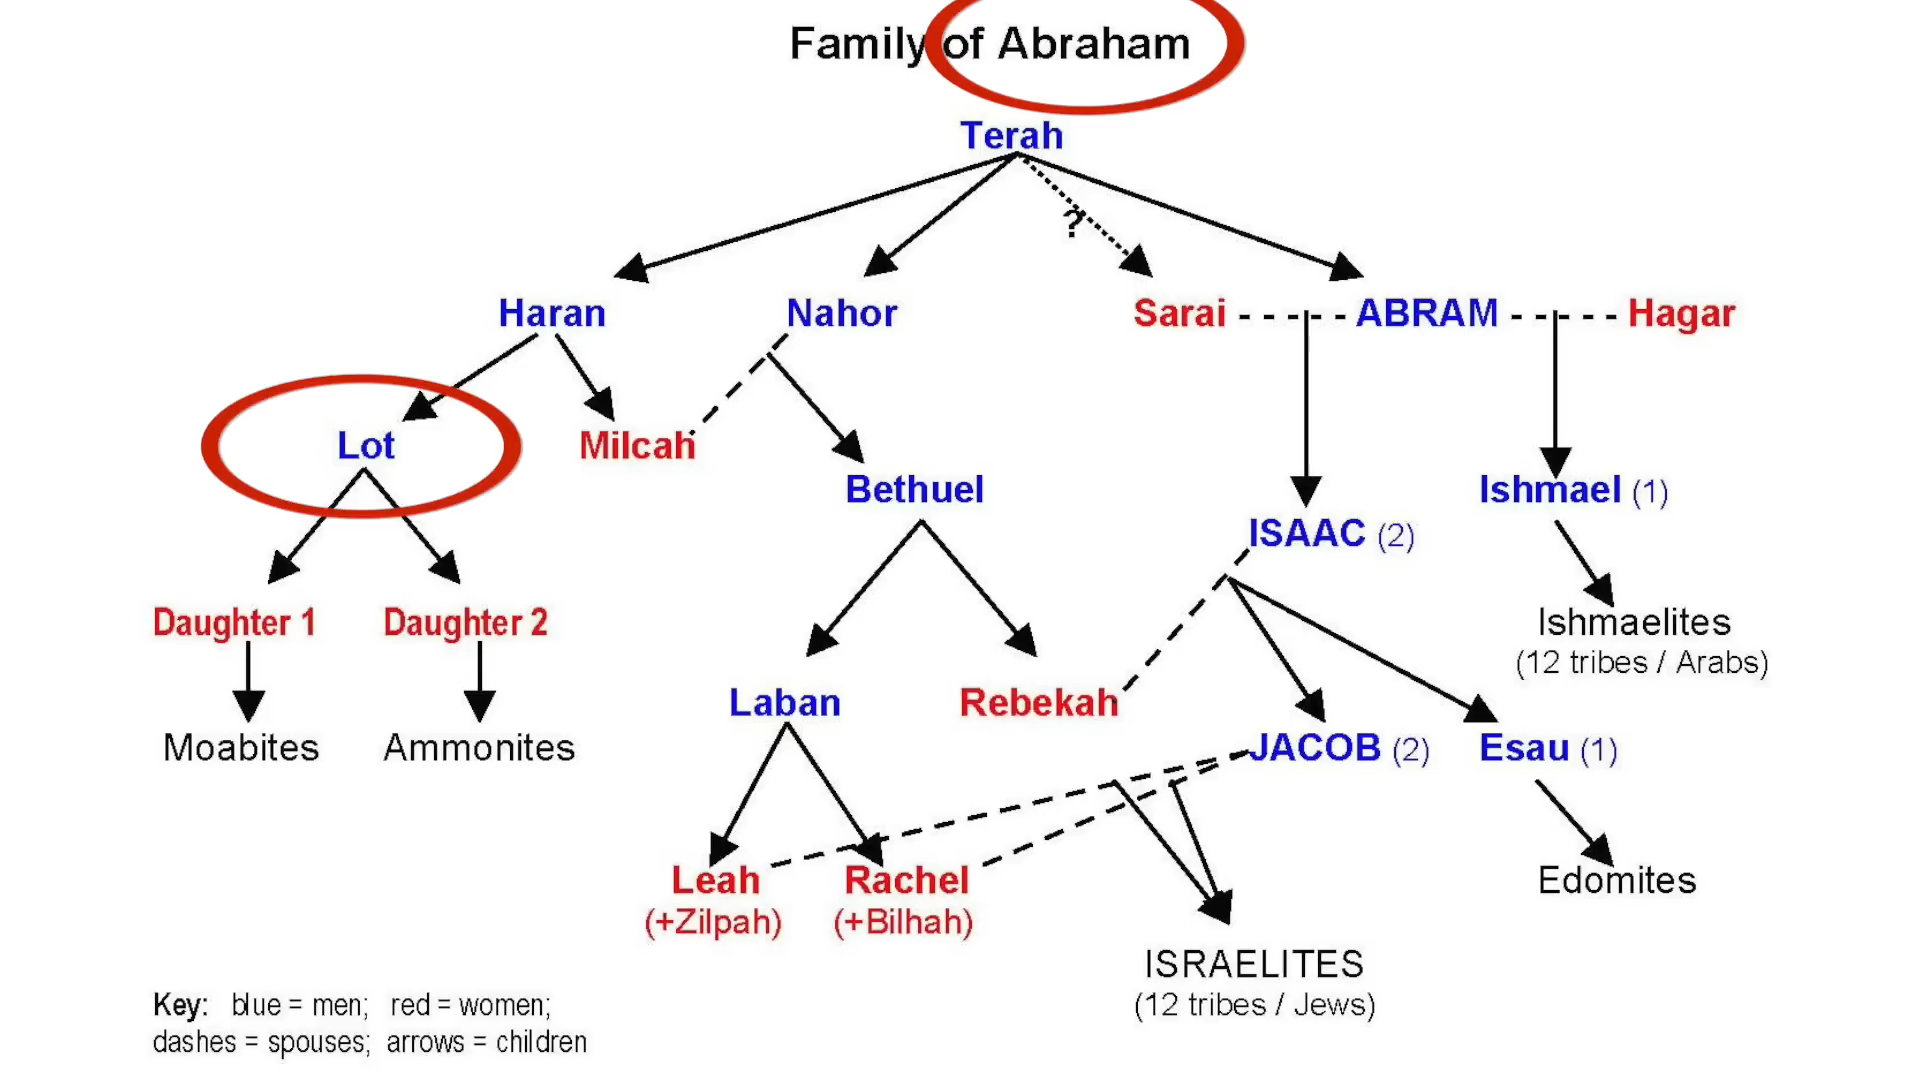 Family of Abraham
Terah
?
Haran
Nahor
Sarai
ABRAM
Hagar
Lot
Milcah
Bethuel
Ishmael (1)
ISAAC (2)
Daughter 1
Daughter 2
Ishmaelites
(12 tribes / Arabs)
Laban
Rebekah
Moabites
Ammonites
JACOB (2)
Esau (1)
Leah
(+Zilpah)
Rachel
(+Bilhah)
Edomites
ISRAELITES
(12 tribes / Jews)
Key: blue = men; red = women;
dashes = spouses; arrows = children